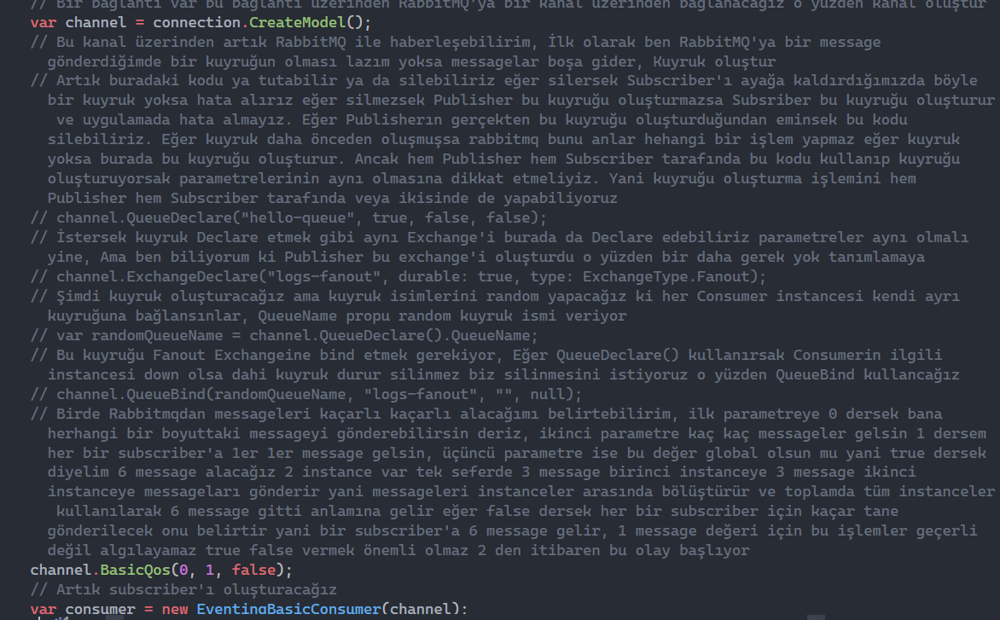 // Bir bağlantı var bu bağlantı üzerinden RabbitMQ'ya bir kanal üzerinden bağlanacağız o yüzden kanal oluştur
var channel = connection.CreateModel();
// Bu kanal üzerinden artık RabbitMQ ile haberleşebilirim, İlk olarak ben RabbitMQ'ya bir message
gönderdiğimde bir kuyruğun olması lazım yoksa messagelar boşa gider, Kuyruk oluştur
// Artık buradaki kodu ya tutabilir ya da silebiliriz eğer silersek Subscriber'ı ayağa kaldırdığımızda böyle
bir kuyruk yoksa hata alırız eğer silmezsek Publisher bu kuyruğu oluşturmazsa Subsriber bu kuyruğu oluşturur
ve uygulamada hata almayız. Eğer Publisherın gerçekten bu kuyruğu oluşturduğundan eminsek bu kodu
silebiliriz. Eğer kuyruk daha önceden oluşmuşsa rabbitmq bunu anlar hehangi bir işlem yapmaz eğer kuyruk
yoksa burada bu kuyruğu oluşturur. Ancak hem Publisher hem Subscriber tarafında bu kodu kullanıp kuyruğu
oluşturuyorsak parametrelerinin aynı olmasına dikkat etmeliyiz. Yani kuyruğu oluşturma işlemini hem
Publisher hem Subscriber tarafında veya ikisinde de yapabiliyoruz
// channel.QueueDeclare("hello-queue", true, false, false);
// İstersek kuyruk Declare etmek gibi aynı Exchange'i burada da Declare edebiliriz parametreler aynı olmalı
yine, Ama ben biliyorum ki Publisher bu exchange'i oluşturdu o yüzden bir daha gerek yok tanımlamaya
// channel.ExchangeDeclare("logs-fanout", durable: true, type: ExchangeType.Fanout);
// Şimdi kuyruk oluşturacağız ama kuyruk isimlerini random yapacağız ki her Consumer instancesi kendi ayrı
kuyruğuna bağlansınlar, QueueName propu random kuyruk ismi veriyor
// var randomQueueName = channel.QueueDeclare().QueueName;
// Bu kuyruğu Fanout Exchangeine bind etmek gerekiyor, Eğer QueueDeclare() kullanırsak Consumerin ilgili
instancesi down olsa dahi kuyruk durur silinmez biz silinmesini istiyoruz o yüzden QueueBind kullancağız
// channel.QueueBind(randomQueueName, "logs-fanout", "", null);
// Birde Rabbitmqdan messageleri kaçarlı kaçarlı alacağımı belirtebilirim, ilk parametreye 0 dersek bana
herhangi bir boyuttaki messageyi gönderebilirsin deriz, ikinci parametre kaç kaç messageler gelsin 1 dersem
her bir subscriber'a 1er 1er message gelsin, üçüncü parametre ise bu değer global olsun mu yani true dersek
diyelim 6 message alacağız 2 instance var tek seferde 3 message birinci instanceye 3 message ikinci
instanceye messageları gönderir yani messageleri instanceler arasında bölüştürür ve toplamda tüm instanceler
kullanılarak 6 message gitti anlamına gelir eğer false dersek her bir subscriber için kaçar tane
gönderilecek onu belirtir yani bir subscriber'a 6 message gelir, 1 message değeri için bu işlemler geçerli
değil algılayamaz true false vermek önemli olmaz 2 den itibaren bu olay başlıyor
channel.BasicQos(0, 1, false);
// Artık subscriber'ı oluşturacağız
var consumer = new EventingBasicConsumer(channel);